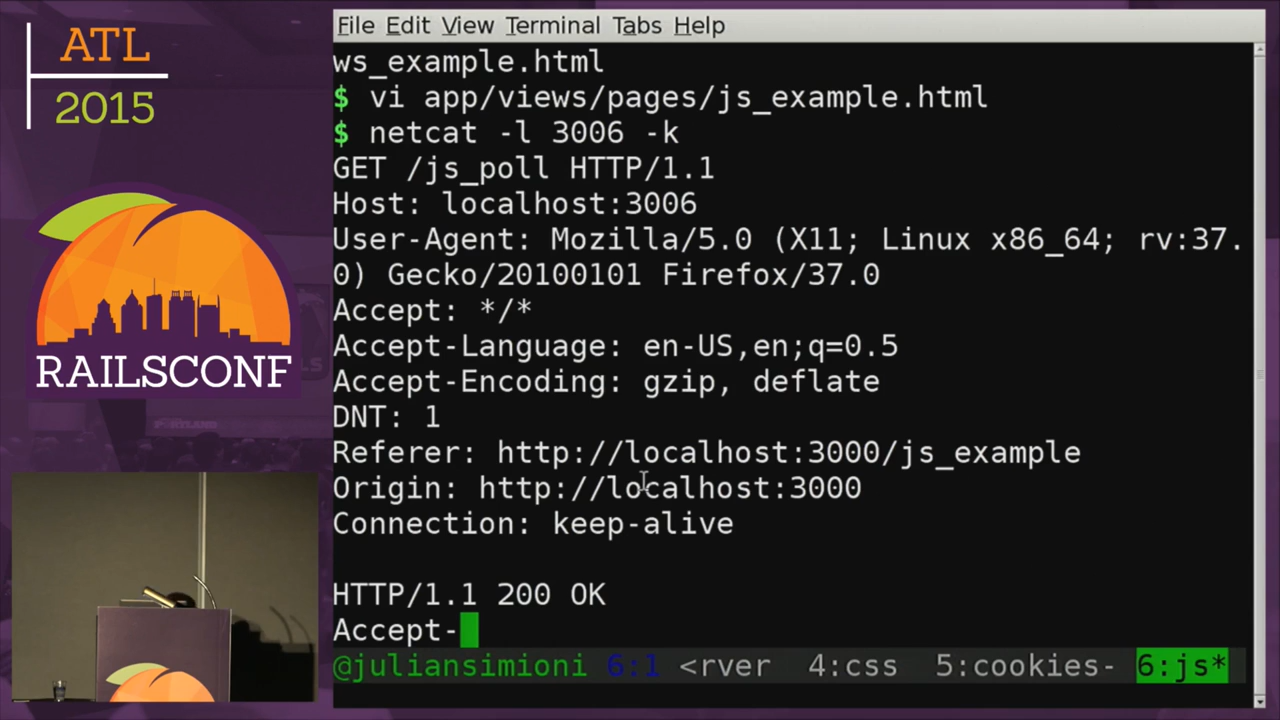 ATL
2015
RAILSCONF
File Edit View Terminal Tabs Help
ws_example.html
$ vi app/views/pages/js_example.html
$ netcat -l 3006 -k
GET /js_poll HTTP/1.1
Host: localhost:3006
User-Agent: Mozilla/5.0 (X11; Linux x86_64; rv:37.
0) Gecko/20100101 Firefox/37.0
Accept: */*
Accept-Language: en-US,en;q=0.5
Accept-Encoding: gzip, deflate
DNT: 1
Referer: http://localhost:3000/js_example
Origin: http://localhost:3000
Connection: keep-alive
HTTP/1.1 200 OK
Accept-
@juliansimioni 6:1 <rver 4:css 5:cookies- 6:js*